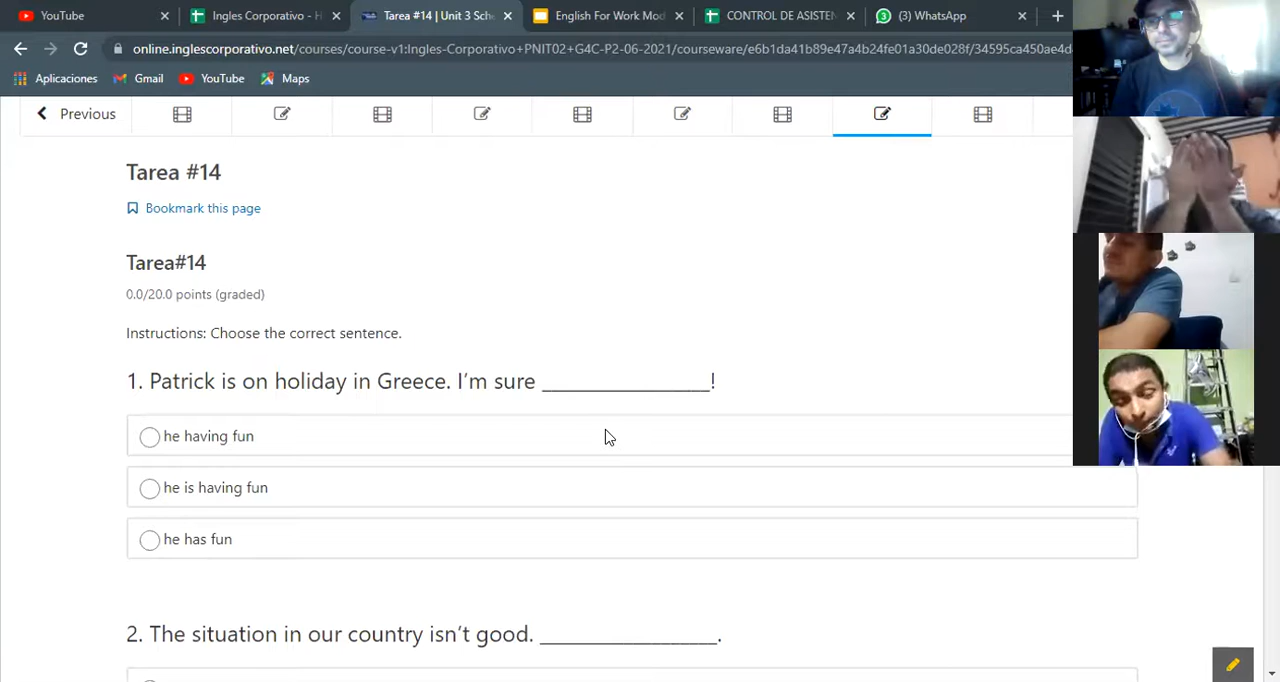 YouTube
Ingles Corporativo - H
Tarea #14 | Unit 3 Sche
English For Work Mod
CONTROL DE ASISTEN
(3) WhatsApp
online.inglescorporativo.net/courses/course-v1:Ingles-Corporativo+PNIT02+G4C-P2-06-2021/courseware/e6b1da41b89e47a4b24fe01a30de028f/34595ca450ae4d
Aplicaciones
Gmail
YouTube
Maps
Previous
Tarea #14
Bookmark this page
Tarea#14
0.0/20.0 points (graded)
Instructions: Choose the correct sentence.
1. Patrick is on holiday in Greece. I’m sure ________________!
he having fun
he is having fun
he has fun
2. The situation in our country isn’t good. _________________.